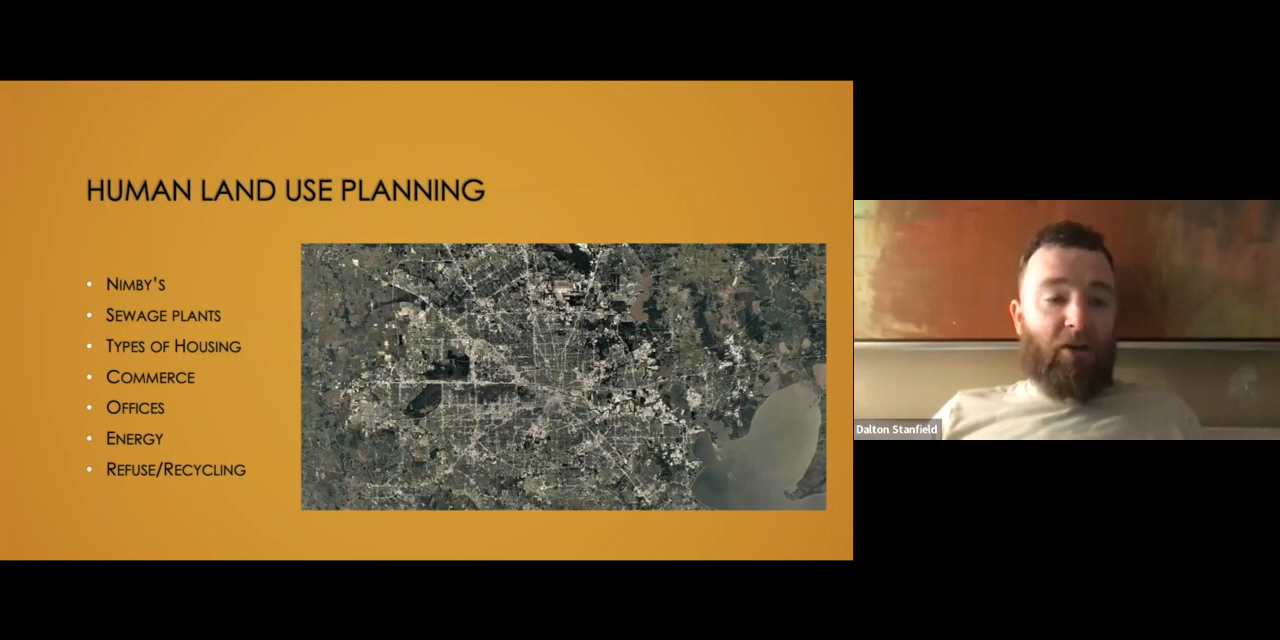 HUMAN LAND USE PLANNING
• NIMBY'S
• SEWAGE PLANTS
• TYPES OF HOUSING
• COMMERCE
• OFFICES
• ENERGY
• REFUSE/RECYCLING
Dalton Stanfield